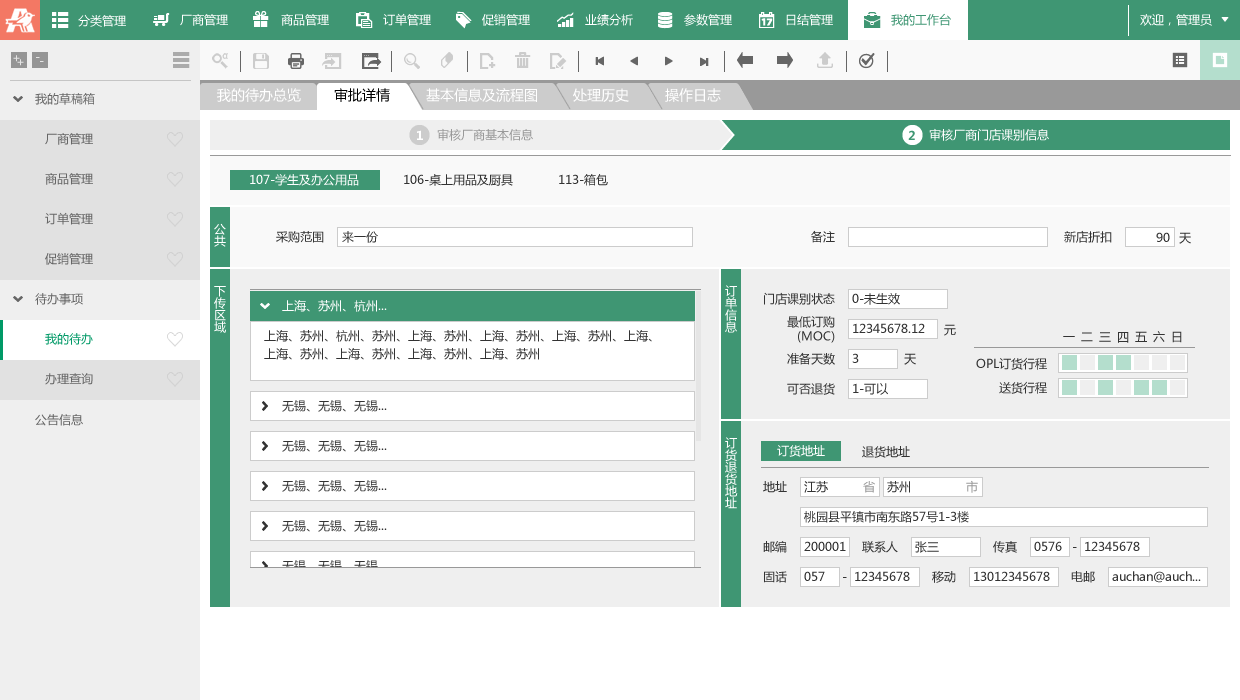 分类管理 厂商管理 商品管理 订单管理 促销管理 业绩分析 参数管理 日结管理 我的工作台 欢迎，管理员
我的草稿箱
厂商管理
商品管理
订单管理
促销管理
待办事项
我的待办
办理查询
公告信息
我的待办总览 审批详情 基本信息及流程图 处理历史 操作日志
1 审核厂商基本信息 2 审核厂商门店课别信息
107-学生及办公用品 106-桌上用品及厨具 113-箱包
公共
采购范围 来一份 备注 新店折扣 90 天
下传区域
上海、苏州、杭州...
上海、苏州、杭州、苏州、上海、苏州、上海、苏州、上海、苏州、上海、
上海、苏州、上海、苏州、上海、苏州、上海、苏州
无锡、无锡、无锡...
无锡、无锡、无锡...
无锡、无锡、无锡...
无锡、无锡、无锡...
无锡、无锡、无锡
订单信息
门店课别状态 0-未生效
最低订购
(MOC) 12345678.12 元
准备天数 3 天
可否退货 1-可以
一 二 三 四 五 六 日
OPL订货行程
送货行程
订货退货地址
订货地址 退货地址
地址 江苏 省 苏州 市
桃园县平镇市南东路57号1-3楼
邮编 200001 联系人 张三 传真 0576 - 12345678
固话 057 - 12345678 移动 13012345678 电邮 auchan@auch...